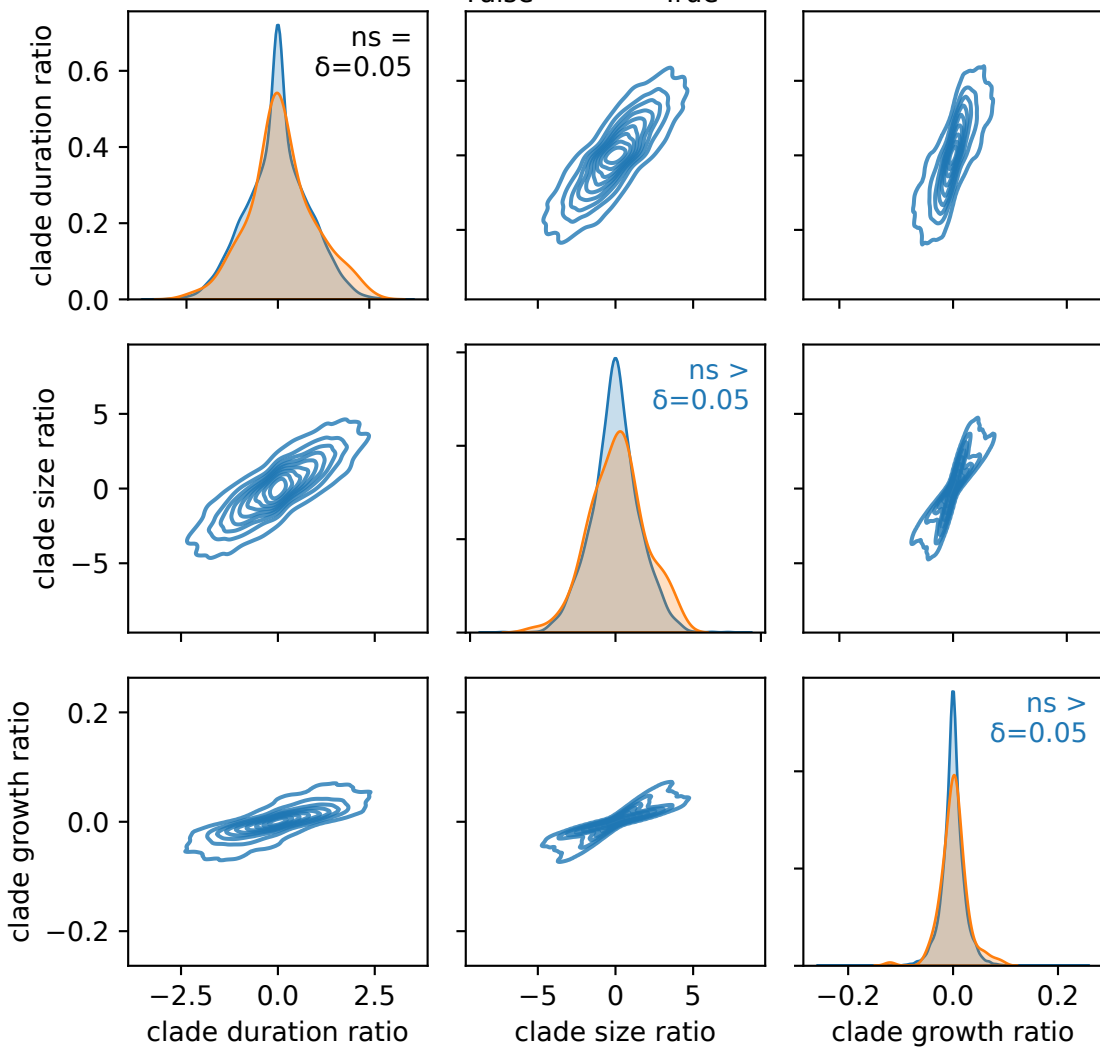 clade duration ratio
0.6
0.4
0.2
0.0
ns =
δ=0.05
clade size ratio
5
0
−5
ns >
δ=0.05
clade growth ratio
0.2
0.0
−0.2
ns >
δ=0.05
−2.5 0.0 2.5
−5 0 5
−0.2 0.0 0.2
clade duration ratio
clade size ratio
clade growth ratio